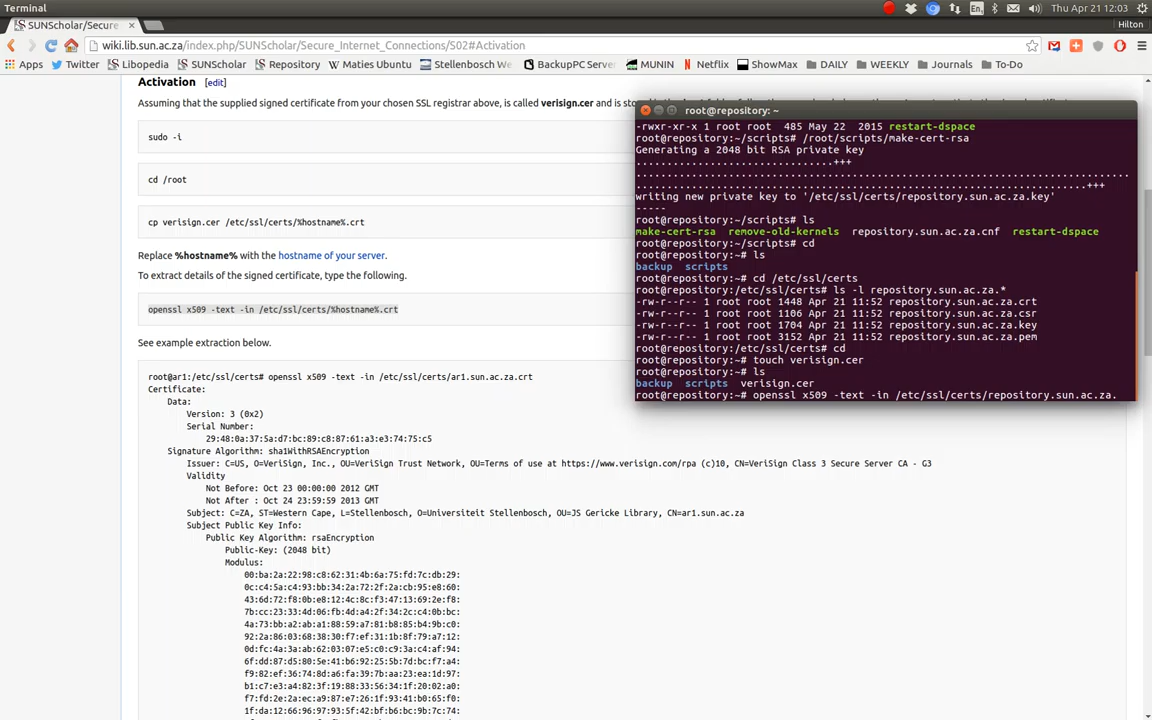 Terminal
En
Thu Apr 21 12:03
SUNScholar/Secure
Hilton
wiki.lib.sun.ac.za/index.php/SUNScholar/Secure_Internet_Connections/S02#Activation
Apps Twitter Libopedia SUNScholar Repository Maties Ubuntu Stellenbosch We BackupPC Serve MUNIN Netflix ShowMax DAILY WEEKLY Journals To-Do
Activation [edit]
Assuming that the supplied signed certificate from your chosen SSL registrar above, is called verisign.cer and is
sudo -i
cd /root
cp verisign.cer /etc/ssl/certs/%hostname%.crt
Replace %hostname% with the hostname of your server.
To extract details of the signed certificate, type the following.
openssl x509 -text -in /etc/ssl/certs/%hostname%.crt
See example extraction below.
root@ar1:/etc/ssl/certs# openssl x509 -text -in /etc/ssl/certs/ar1.sun.ac.za.crt
Certificate:
Data:
Version: 3 (0x2)
Serial Number:
29:48:0a:37:5a:d7:bc:89:c8:87:61:a3:e3:74:75:c5
Signature Algorithm: sha1WithRSAEncryption
Issuer: C=US, O=VeriSign, Inc., OU=VeriSign Trust Network, OU=Terms of use at https://www.verisign.com/rpa (c)10, CN=VeriSign Class 3 Secure Server CA - G3
Validity
Not Before: Oct 23 00:00:00 2012 GMT
Not After : Oct 24 23:59:59 2013 GMT
Subject: C=ZA, ST=Western Cape, L=Stellenbosch, O=Universiteit Stellenbosch, OU=JS Gericke Library, CN=ar1.sun.ac.za
Subject Public Key Info:
Public Key Algorithm: rsaEncryption
Public-Key: (2048 bit)
Modulus:
00:ba:2a:22:98:c8:62:31:4b:6a:75:fd:7c:db:29:
0c:c4:5a:c4:93:bb:34:2a:72:2f:2a:cb:95:e8:60:
43:6d:72:f8:0b:e8:12:4c:8c:f3:47:13:69:2e:f8:
7b:cc:23:33:4d:06:fb:4d:a4:2f:34:2c:c4:0b:bc:
4a:73:bb:a2:ab:a1:88:59:a7:81:b8:85:b4:9b:c0:
92:2a:86:03:68:38:30:f7:ef:31:1b:8f:79:a7:12:
0d:fc:4a:3a:ab:62:03:07:e5:c0:c9:3a:c4:af:94:
6f:dd:87:d5:80:5e:41:b6:92:25:5b:7d:bc:f7:a4:
f9:82:ef:36:74:8d:a6:fa:39:7b:aa:23:ea:1d:97:
b1:c7:e3:a4:82:3f:19:88:33:56:34:1f:20:02:a0:
f7:fd:2e:2a:ec:a9:87:e7:26:1f:93:41:b0:65:f0:
1f:da:12:66:96:97:93:5f:42:bf:b6:bc:9b:7c:74:
root@repository: ~
-rwxr-xr-x 1 root root 485 May 22 2015 restart-dspace
root@repository:~/scripts# /root/scripts/make-cert-rsa
Generating a 2048 bit RSA private key
.................................+++
....................................................................................
............................................................................+++
writing new private key to '/etc/ssl/certs/repository.sun.ac.za.key'
-----
root@repository:~/scripts# ls
make-cert-rsa remove-old-kernels repository.sun.ac.za.cnf restart-dspace
root@repository:~/scripts# cd
root@repository:~# ls
backup scripts
root@repository:~# cd /etc/ssl/certs
root@repository:/etc/ssl/certs# ls -l repository.sun.ac.za.*
-rw-r--r-- 1 root root 1448 Apr 21 11:52 repository.sun.ac.za.crt
-rw-r--r-- 1 root root 1106 Apr 21 11:52 repository.sun.ac.za.csr
-rw-r--r-- 1 root root 1704 Apr 21 11:52 repository.sun.ac.za.key
-rw-r--r-- 1 root root 3152 Apr 21 11:52 repository.sun.ac.za.pem
root@repository:/etc/ssl/certs# cd
root@repository:~# touch verisign.cer
root@repository:~# ls
backup scripts verisign.cer
root@repository:~# openssl x509 -text -in /etc/ssl/certs/repository.sun.ac.za.